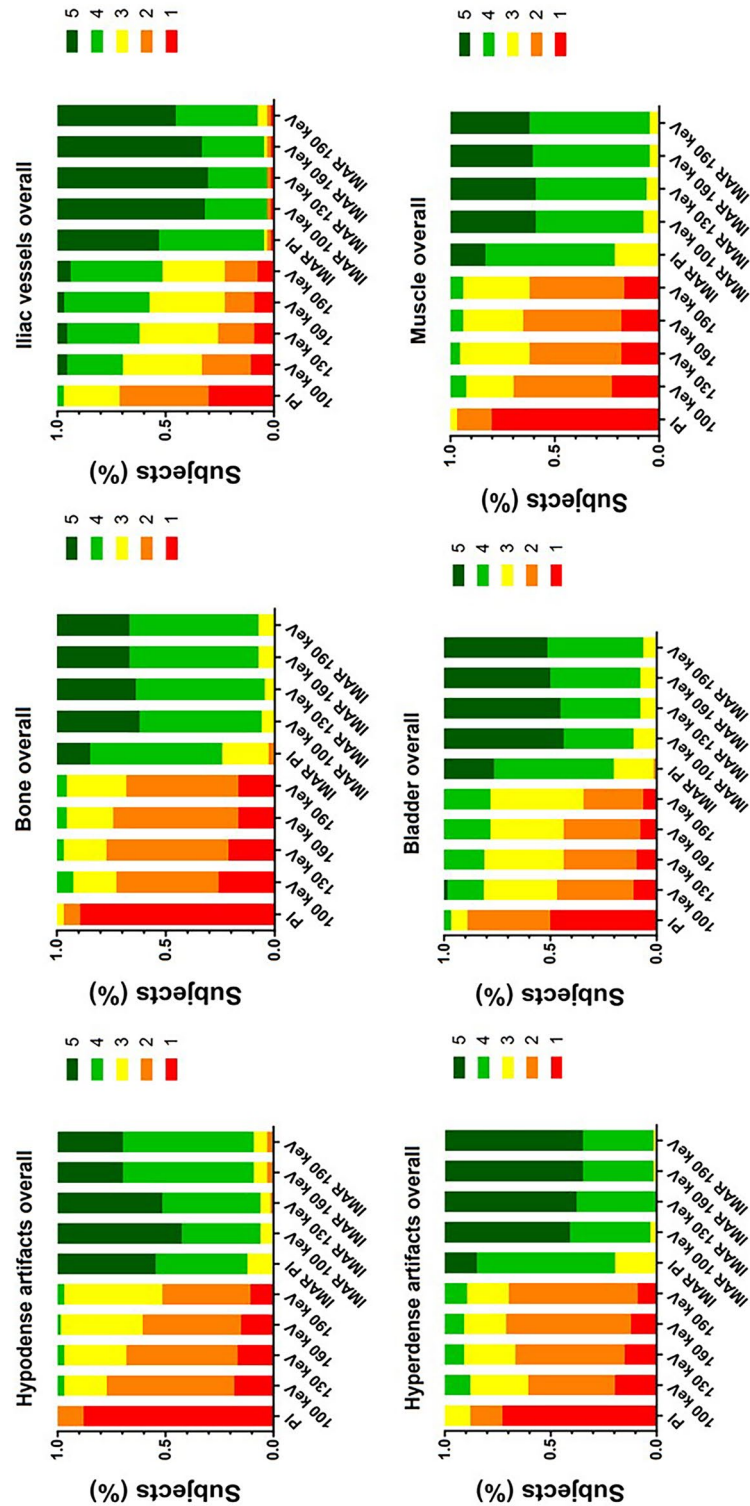 Hypodense artifacts overall
Subjects (%)
1.0
0.5
0.0
PI
100 keV
130 keV
160 keV
190 keV
IMAR PI
IMAR 100 keV
IMAR 130 keV
IMAR 160 keV
IMAR 190 keV
5
4
3
2
1
Bone overall
Subjects (%)
1.0
0.5
0.0
PI
100 keV
130 keV
160 keV
190 keV
IMAR PI
IMAR 100 keV
IMAR 130 keV
IMAR 160 keV
IMAR 190 keV
5
4
3
2
1
Iliac vessels overall
Subjects (%)
1.0
0.5
0.0
PI
100 keV
130 keV
160 keV
190 keV
IMAR PI
IMAR 100 keV
IMAR 130 keV
IMAR 160 keV
IMAR 190 keV
5
4
3
2
1
Hyperdense artifacts overall
Subjects (%)
1.0
0.5
0.0
PI
100 keV
130 keV
160 keV
190 keV
IMAR PI
IMAR 100 keV
IMAR 130 keV
IMAR 160 keV
IMAR 190 keV
5
4
3
2
1
Bladder overall
Subjects (%)
1.0
0.5
0.0
PI
100 keV
130 keV
160 keV
190 keV
IMAR PI
IMAR 100 keV
IMAR 130 keV
IMAR 160 keV
IMAR 190 keV
5
4
3
2
1
Muscle overall
Subjects (%)
1.0
0.5
0.0
PI
100 keV
130 keV
160 keV
190 keV
IMAR PI
IMAR 100 keV
IMAR 130 keV
IMAR 160 keV
IMAR 190 keV
5
4
3
2
1